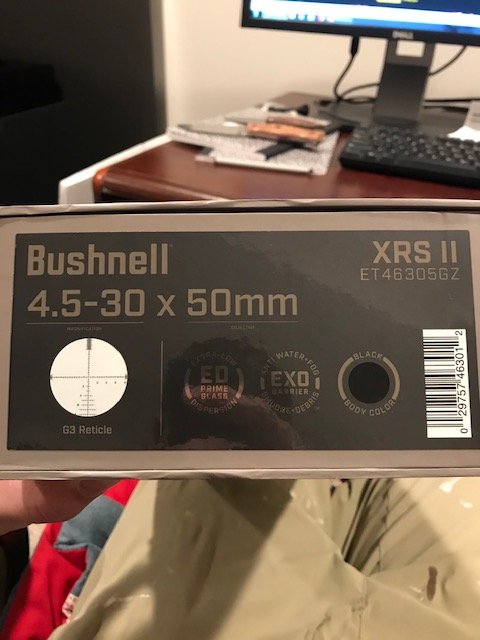 DELL
Bushnell
XRS II
ET46305GZ
4.5-30 x 50mm
MAGNIFICATION
OBJECTIVE
EXTRA-LOW
ED
PRIME
GLASS
DISPERSION
ANTI WATER•FOG
EXO
BARRIER
SMUDGE•DEBRIS
BLACK
BODY COLOR
G3 Reticle
0 29757 46301 2